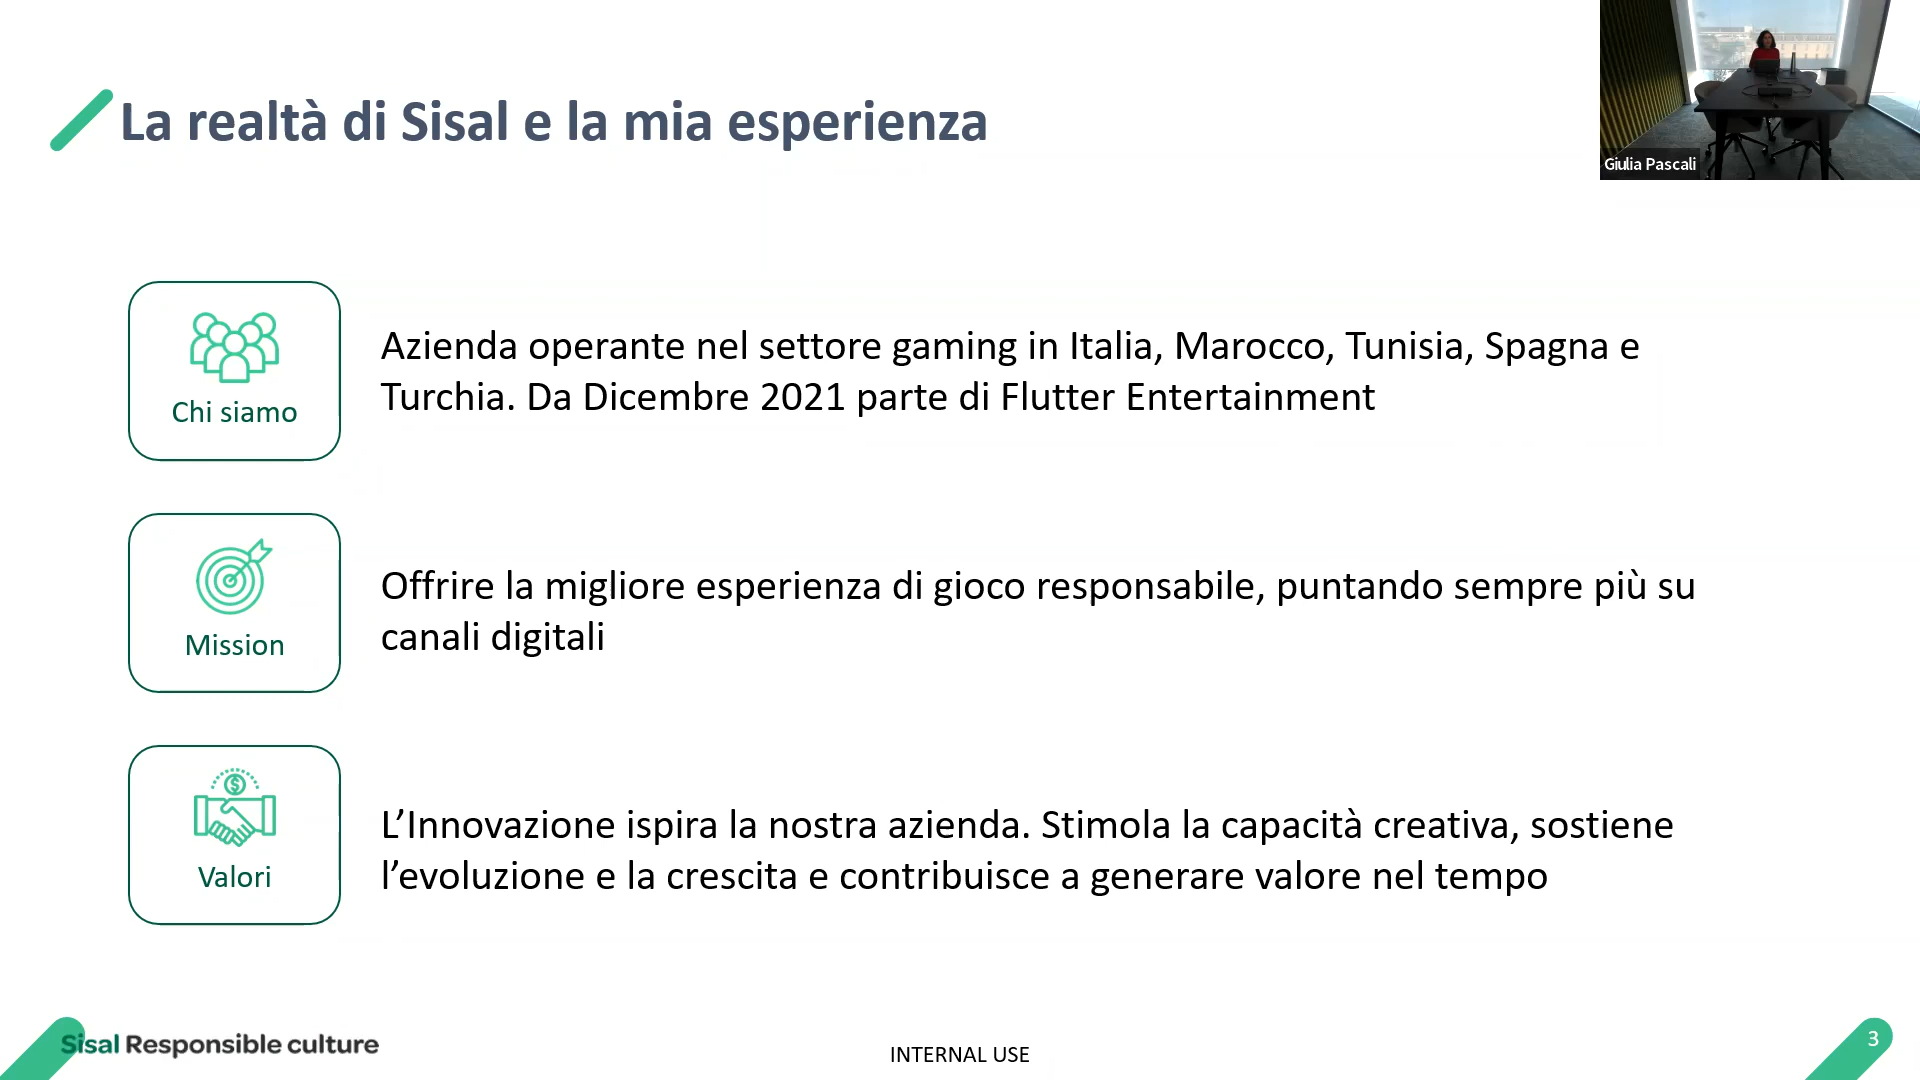 La realtà di Sisal e la mia esperienza
Giulia Pascali
Chi siamo
Azienda operante nel settore gaming in Italia, Marocco, Tunisia, Spagna e
Turchia. Da Dicembre 2021 parte di Flutter Entertainment
Mission
Offrire la migliore esperienza di gioco responsabile, puntando sempre più su
canali digitali
Valori
L’Innovazione ispira la nostra azienda. Stimola la capacità creativa, sostiene
l’evoluzione e la crescita e contribuisce a generare valore nel tempo
Sisal Responsible culture
INTERNAL USE
3